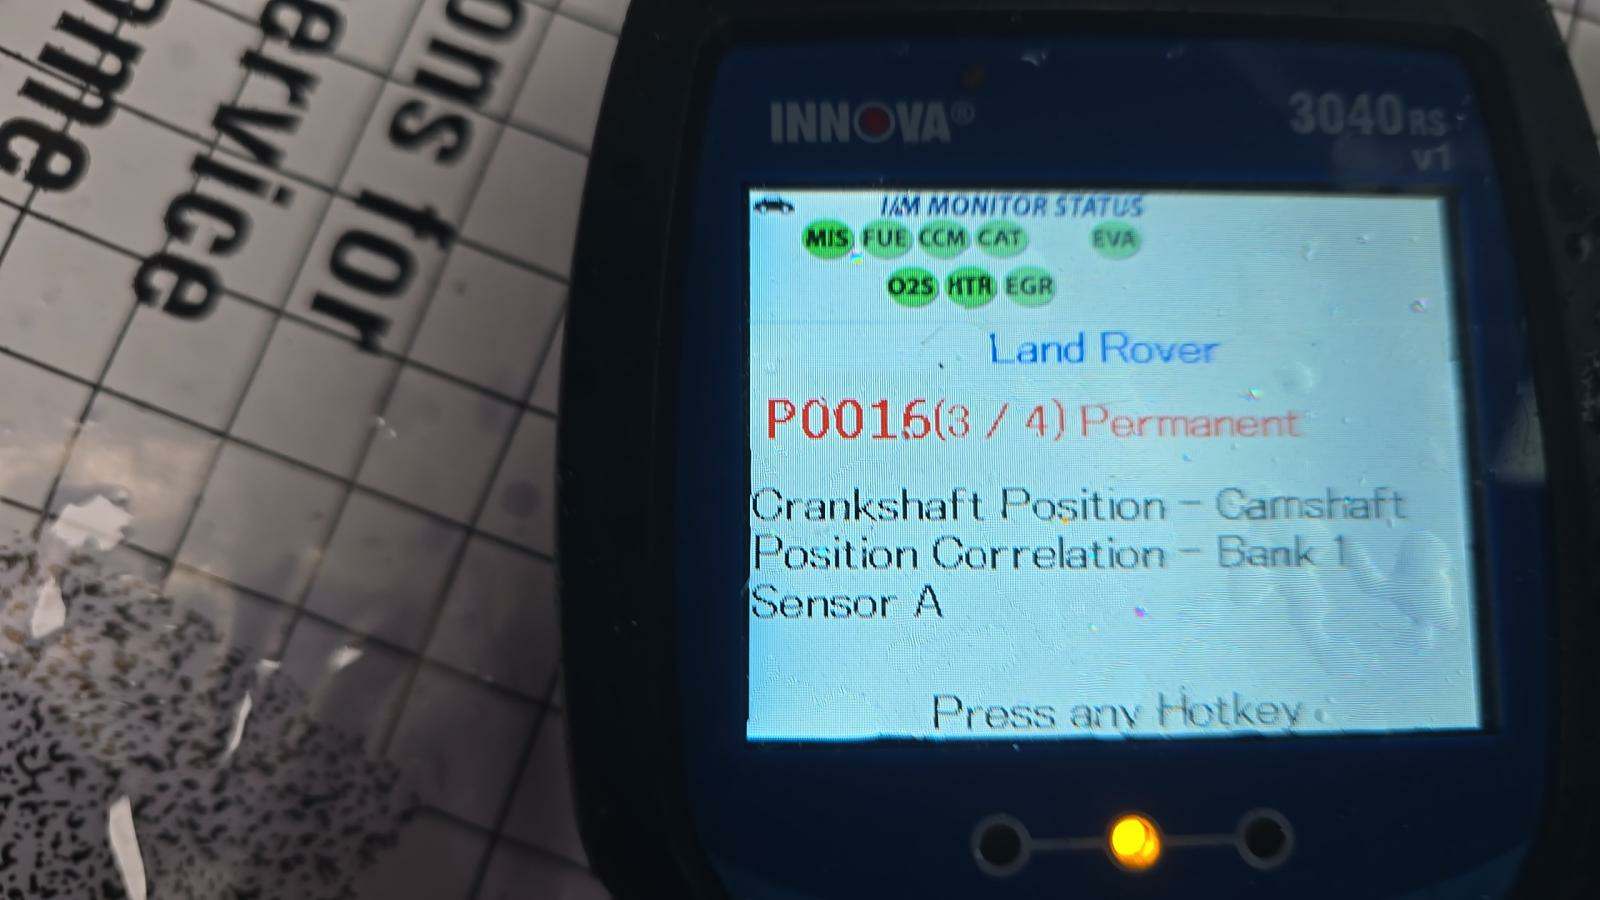 ons for
ervice
ome
INNOVA®
3040RS
v1
I/M MONITOR STATUS
MIS FUE CCM CAT EVA
O2S HTR EGR
Land Rover
P0016(3 / 4) Permanent
Crankshaft Position - Camshaft
Position Correlation - Bank 1
Sensor A
Press any Hotkey